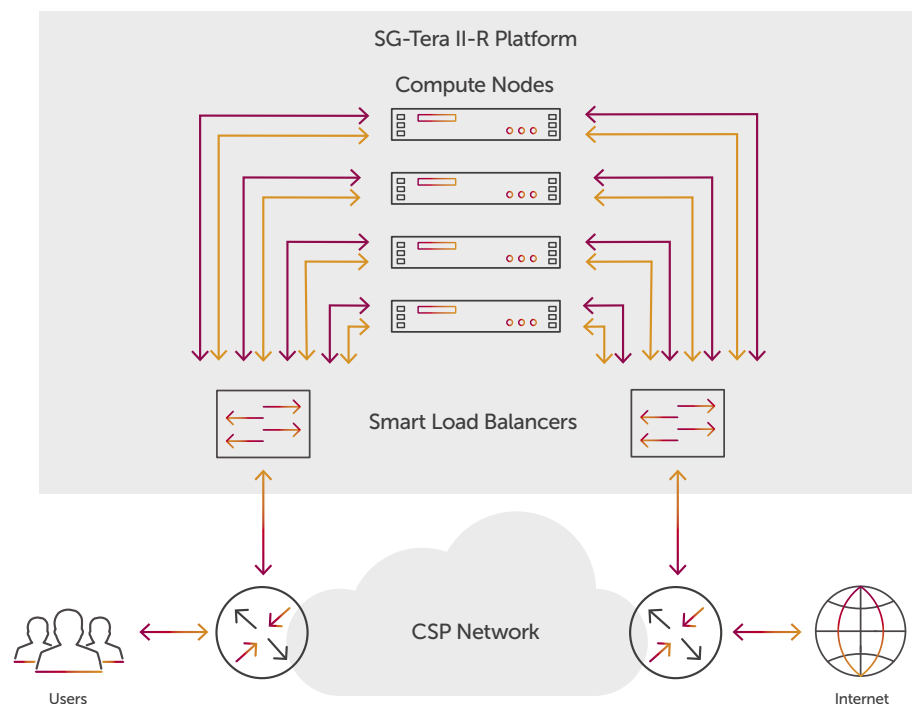 SG-Tera II-R Platform
Compute Nodes
Smart Load Balancers
CSP Network
Users
Internet